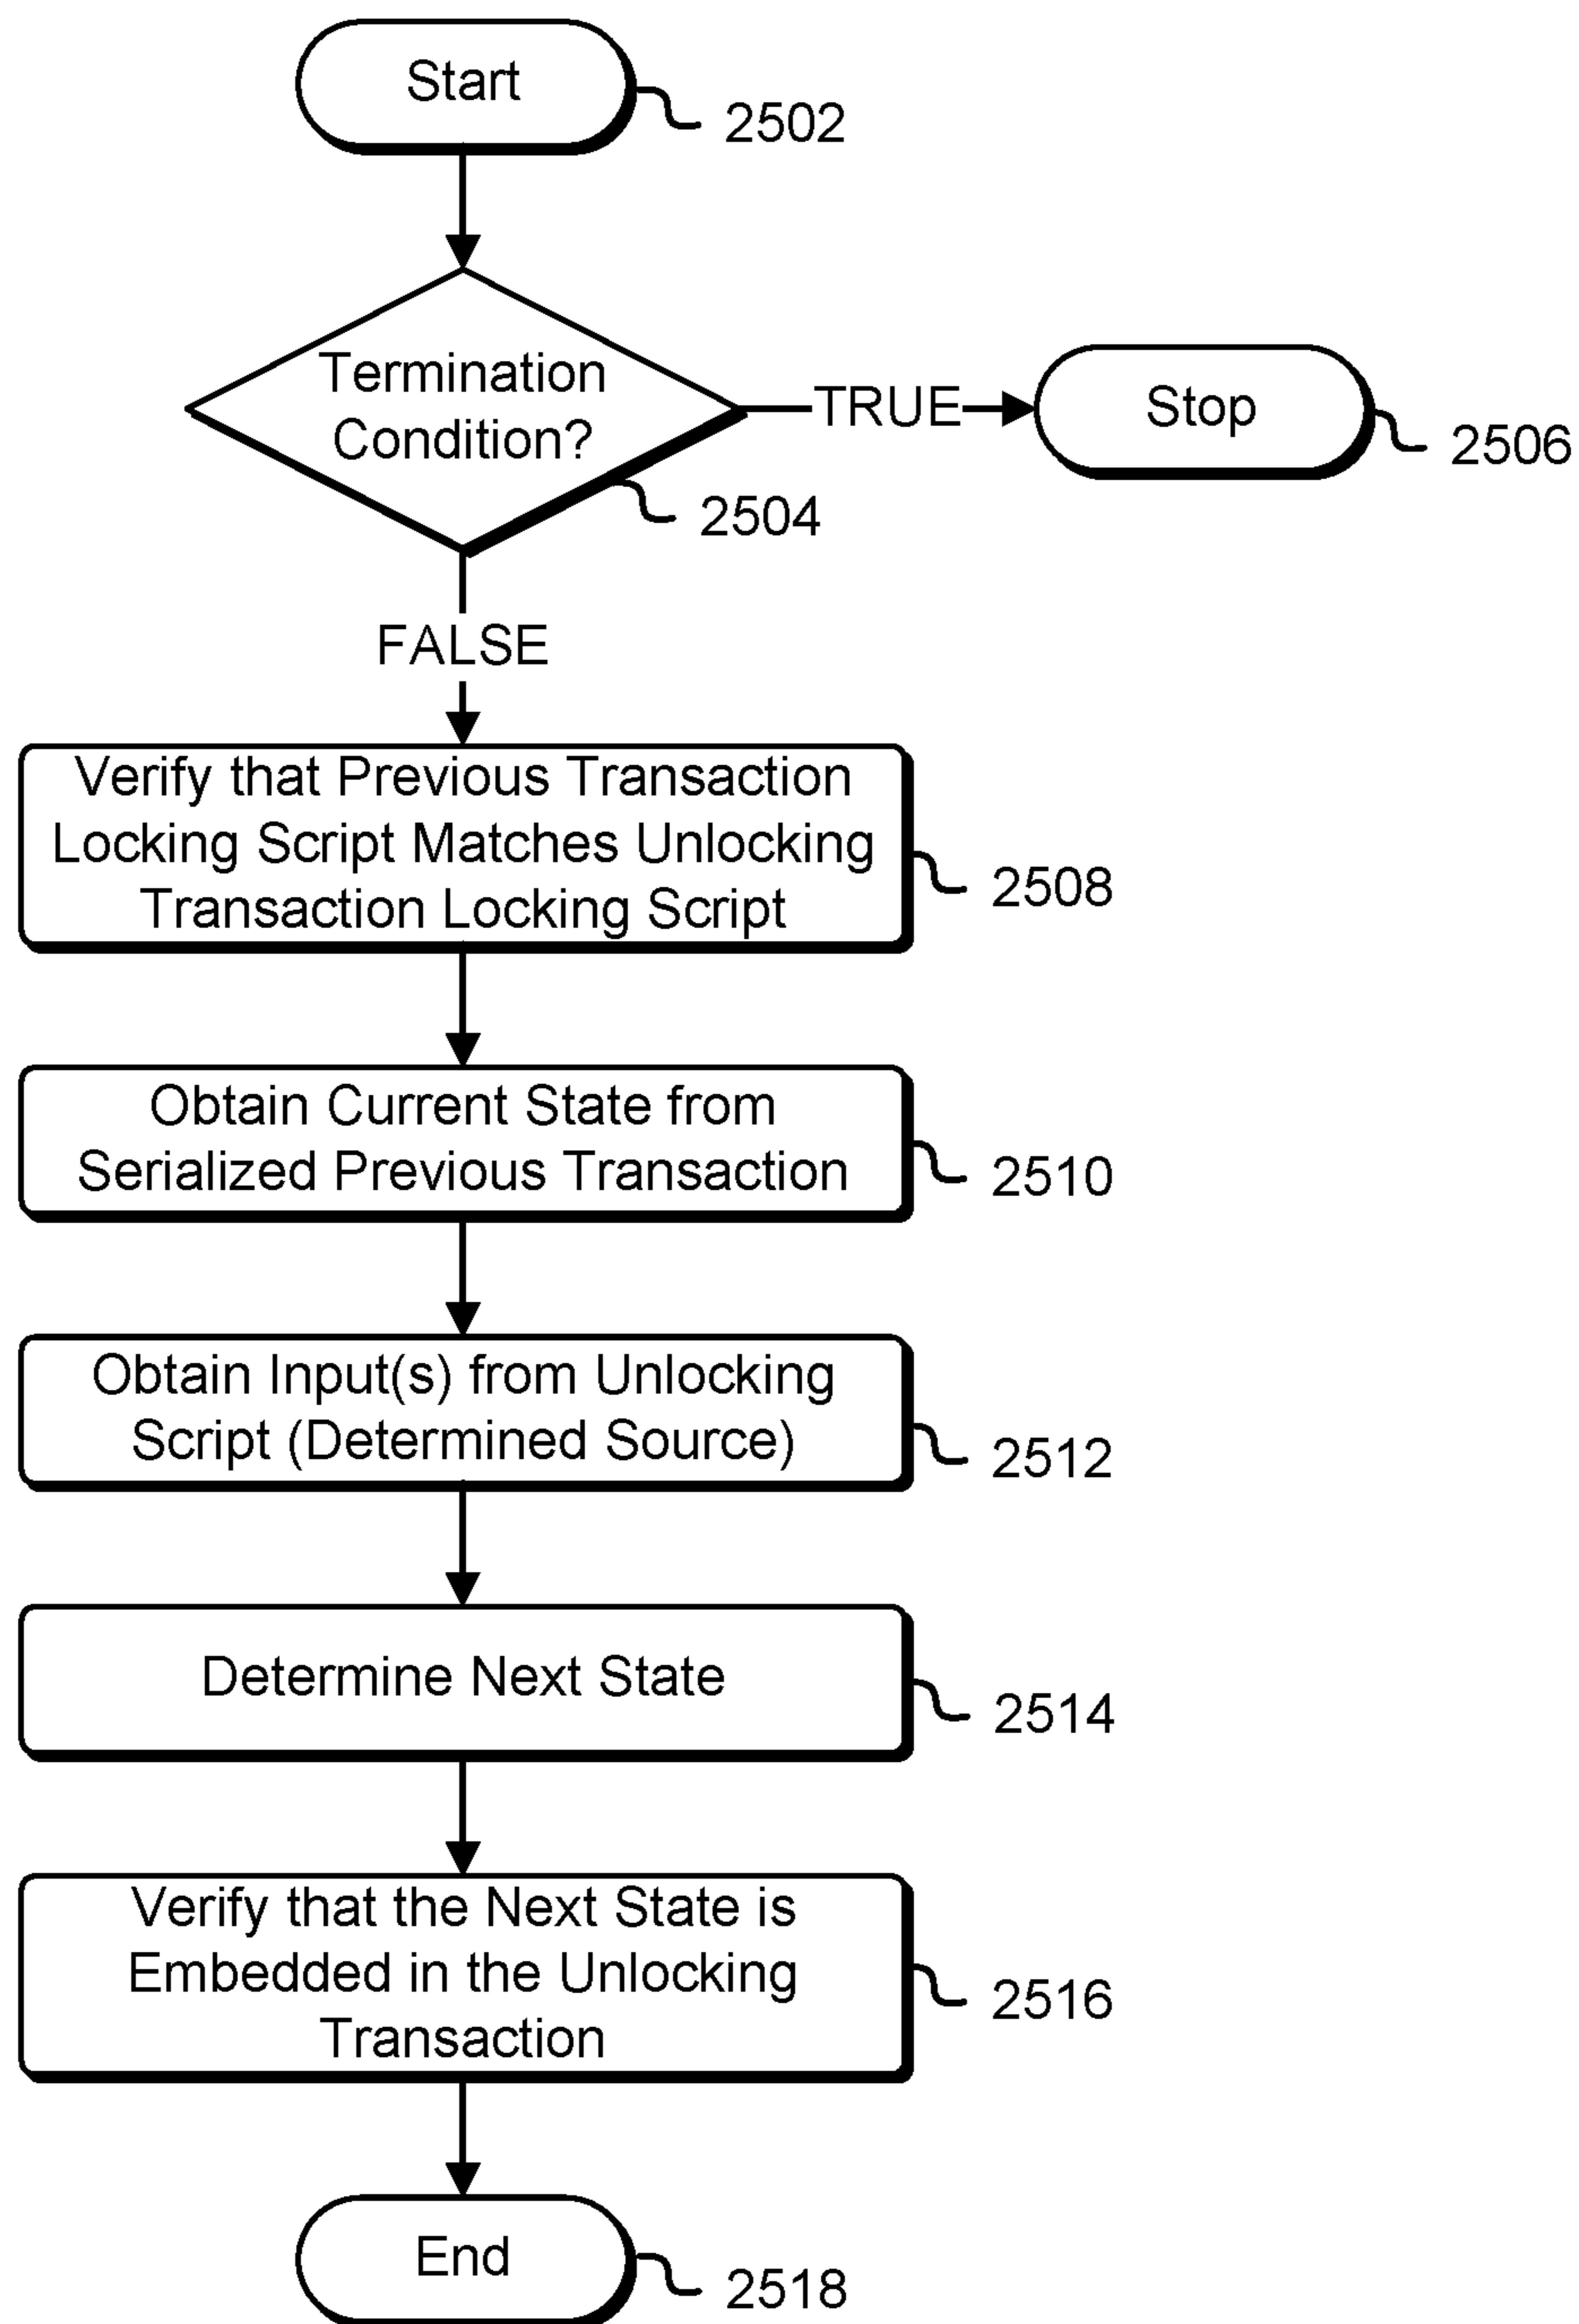 Start
2502
Termination
Condition?
TRUE
Stop
2506
2504
FALSE
Verify that Previous Transaction
Locking Script Matches Unlocking
Transaction Locking Script
2508
Obtain Current State from
Serialized Previous Transaction
2510
Obtain Input(s) from Unlocking
Script (Determined Source)
2512
Determine Next State
2514
Verify that the Next State is
Embedded in the Unlocking
Transaction
2516
End
2518